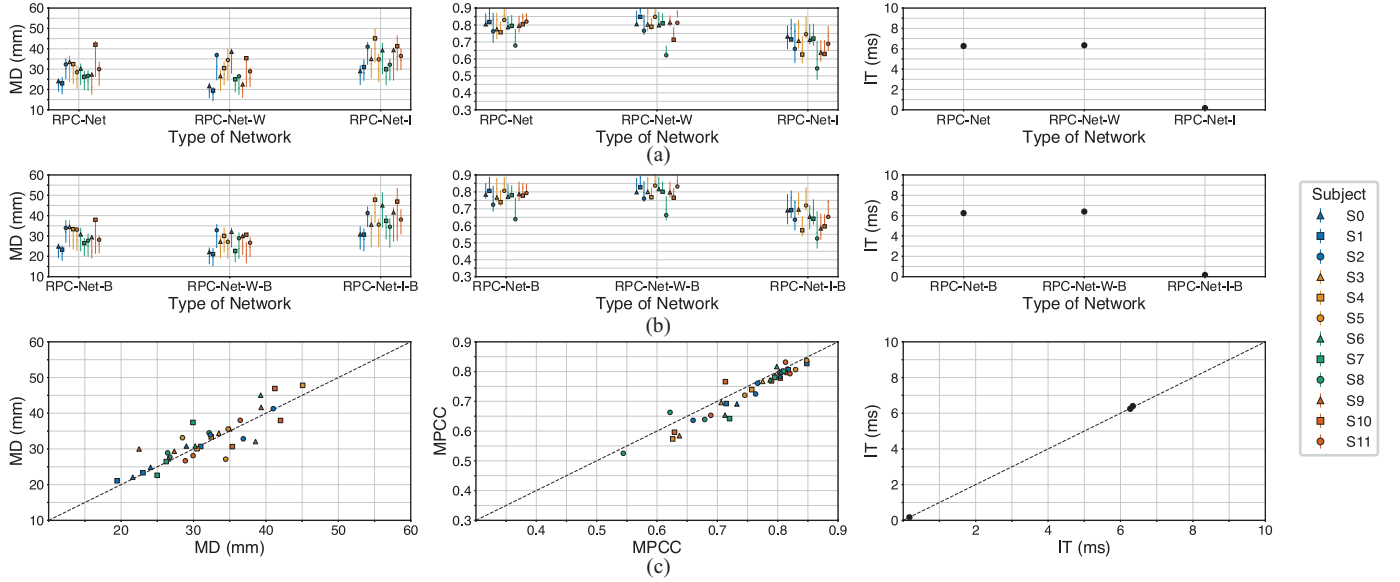 60
50
40
30
20
10
MD (mm)
RPC-Net RPC-Net-W RPC-Net-I
Type of Network
0.9
0.8
0.7
0.6
0.5
0.4
0.3
MPCC
RPC-Net RPC-Net-W RPC-Net-I
Type of Network
10
8
6
4
2
0
IT (ms)
RPC-Net RPC-Net-W RPC-Net-I
Type of Network
(a)
60
50
40
30
20
10
MD (mm)
RPC-Net-B RPC-Net-W-B RPC-Net-I-B
Type of Network
0.9
0.8
0.7
0.6
0.5
0.4
0.3
MPCC
RPC-Net-B RPC-Net-W-B RPC-Net-I-B
Type of Network
10
8
6
4
2
0
IT (ms)
RPC-Net-B RPC-Net-W-B RPC-Net-I-B
Type of Network
(b)
60
50
40
30
20
10
MD (mm)
20 30 40 50 60
MD (mm)
0.9
0.8
0.7
0.6
0.5
0.4
0.3
MPCC
0.4 0.5 0.6 0.7 0.8 0.9
MPCC
10
8
6
4
2
0
IT (ms)
2 4 6 8 10
IT (ms)
(c)
Subject
S0
S1
S2
S3
S4
S5
S6
S7
S8
S9
S10
S11